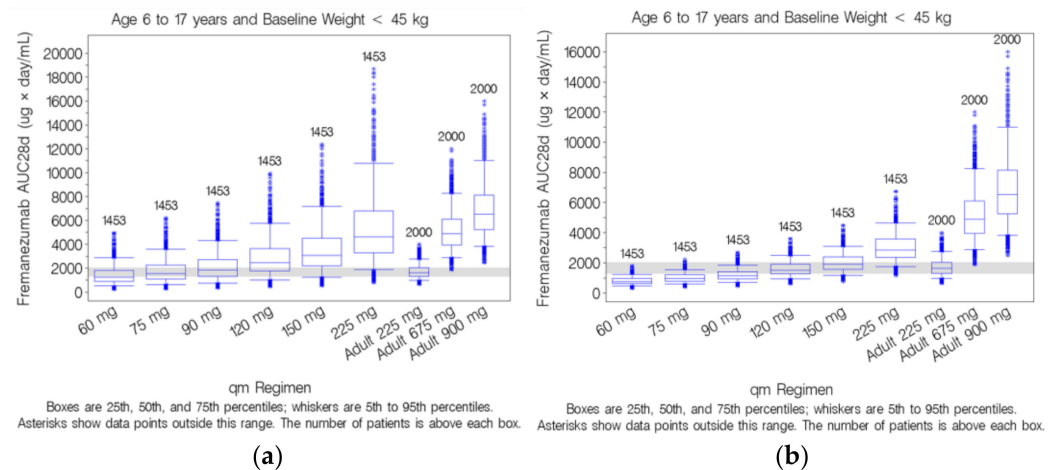 Age 6 to 17 years and Baseline Weight < 45 kg
Fremanezumab AUC28d (ug × day/mL)
20000
18000
16000
14000
12000
10000
8000
6000
4000
2000
0
1453
1453
1453
1453
1453
1453
2000
2000
2000
60 mg
75 mg
90 mg
120 mg
150 mg
225 mg
Adult 225 mg
Adult 675 mg
Adult 900 mg
qm Regimen
Boxes are 25th, 50th, and 75th percentiles; whiskers are 5th to 95th percentiles.
Asterisks show data points outside this range. The number of patients is above each box.
(a)
Age 6 to 17 years and Baseline Weight < 45 kg
Fremanezumab AUC28d (ug × day/mL)
16000
14000
12000
10000
8000
6000
4000
2000
0
1453
1453
1453
1453
1453
1453
2000
2000
2000
60 mg
75 mg
90 mg
120 mg
150 mg
225 mg
Adult 225 mg
Adult 675 mg
Adult 900 mg
qm Regimen
Boxes are 25th, 50th, and 75th percentiles; whiskers are 5th to 95th percentiles.
Asterisks show data points outside this range. The number of patients is above each box.
(b)